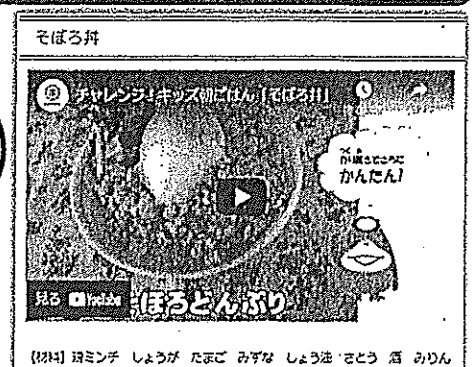 そぼろ丼
チャレンジ！キッズ朝ごはん「そぼろ丼」
かんたん！
見る YouTube
そぼろどんぶり
【材料】 ミンチ しょうが たまご みずな しょう油 さとう 酒 みりん